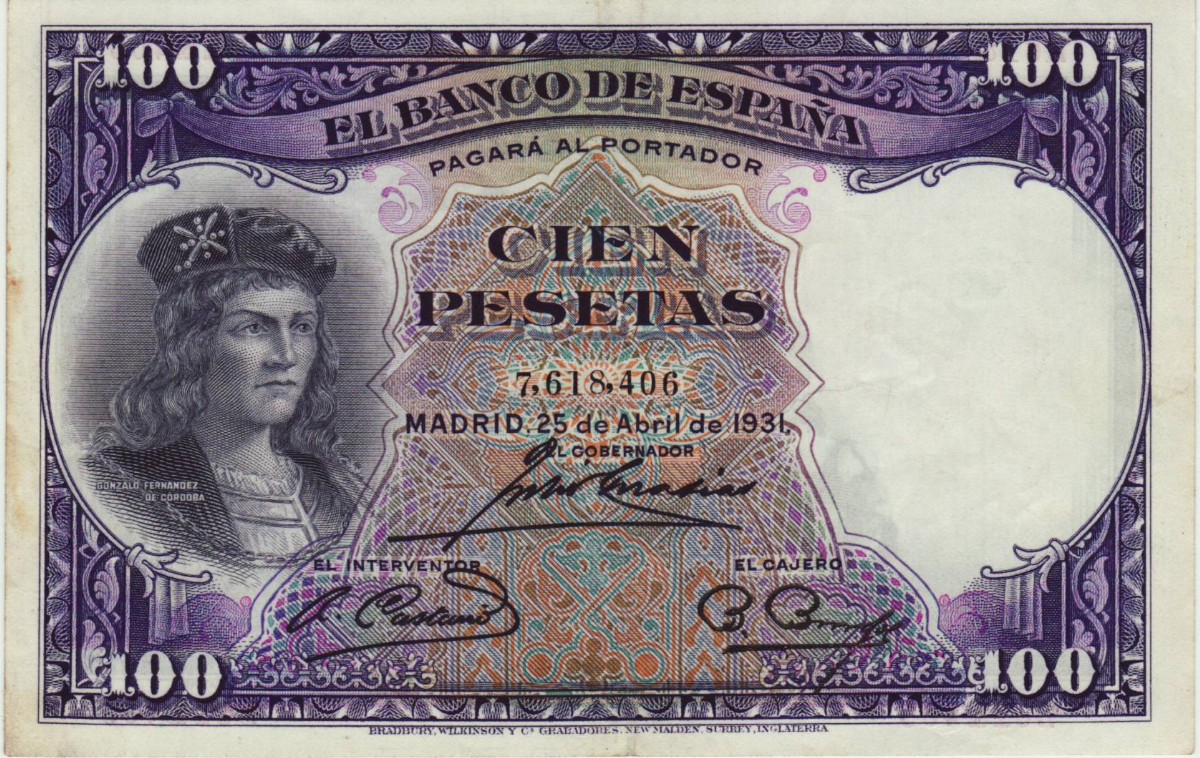 100 100
EL BANCO DE ESPAÑA
PAGARÁ AL PORTADOR
CIEN
PESETAS
7,618,406
MADRID, 25 de Abril de 1931.
EL GOBERNADOR
GONZALO FERNANDEZ
DE CÓRDOBA
EL INTERVENTOR
EL CAJERO
100 100
BRADBURY, WILKINSON Y Cª GRABADORES, NEW MALDEN, SURREY, INGLATERRA